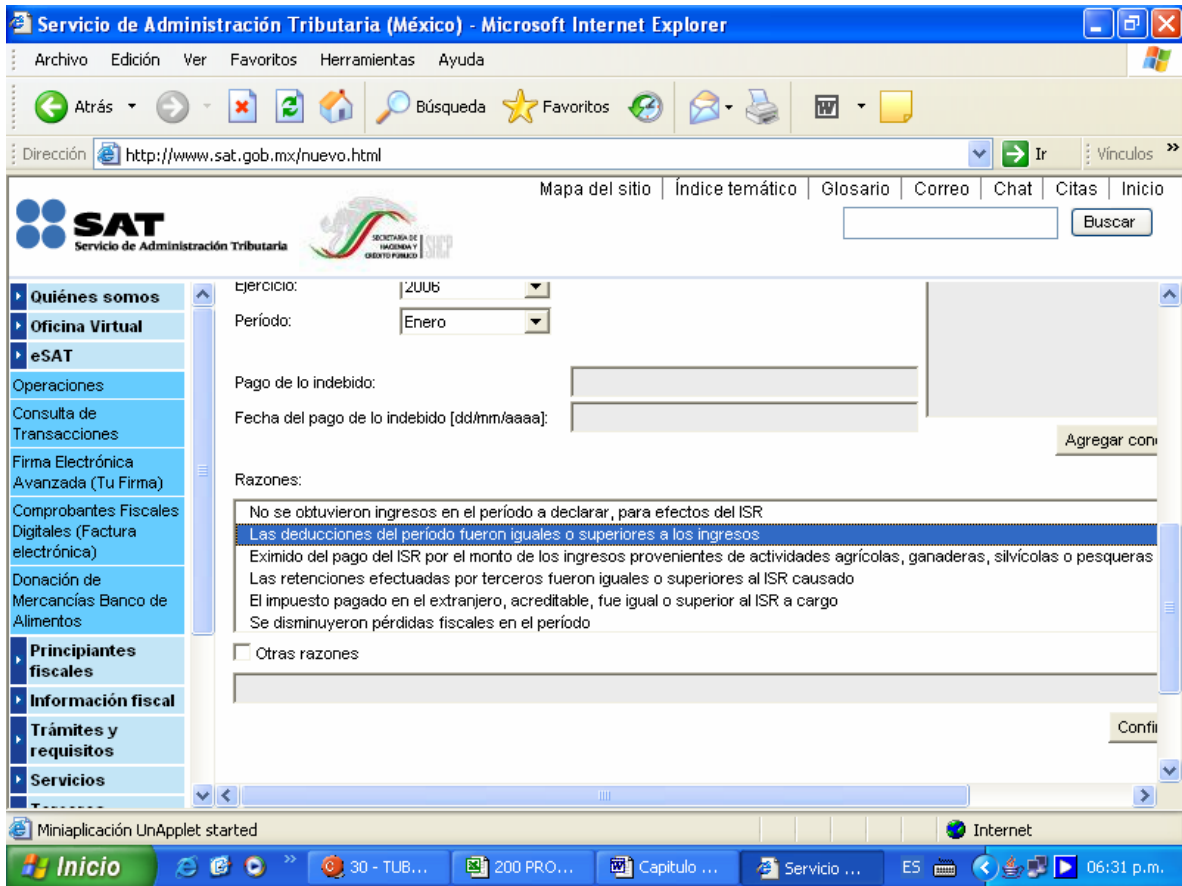 Servicio de Administración Tributaria (México) - Microsoft Internet Explorer
Archivo Edición Ver Favoritos Herramientas Ayuda
Atrás Búsqueda Favoritos
Dirección http://www.sat.gob.mx/nuevo.html Ir Vínculos »
Mapa del sitio | Índice temático | Glosario | Correo | Chat | Citas | Inicio
SAT
Servicio de Administración Tributaria
SECRETARÍA DE
HACIENDA Y
CRÉDITO PÚBLICO
SHCP
Buscar
Quiénes somos
Oficina Virtual
eSAT
Operaciones
Consulta de
Transacciones
Firma Electrónica
Avanzada (Tu Firma)
Comprobantes Fiscales
Digitales (Factura
electrónica)
Donación de
Mercancías Banco de
Alimentos
Principiantes
fiscales
Información fiscal
Trámites y
requisitos
Servicios
Ejercicio: 2006
Período: Enero
Pago de lo indebido:
Fecha del pago de lo indebido [dd/mm/aaaa]:
Agregar con
Razones:
No se obtuvieron ingresos en el período a declarar, para efectos del ISR
Las deducciones del período fueron iguales o superiores a los ingresos
Eximido del pago del ISR por el monto de los ingresos provenientes de actividades agrícolas, ganaderas, silvícolas o pesqueras
Las retenciones efectuadas por terceros fueron iguales o superiores al ISR causado
El impuesto pagado en el extranjero, acreditable, fue igual o superior al ISR a cargo
Se disminuyeron pérdidas fiscales en el período
Otras razones
Confi
Miniaplicación UnApplet started Internet
Inicio » 30 - TUB... 200 PRO... Capitulo ... Servicio ... ES 06:31 p.m.